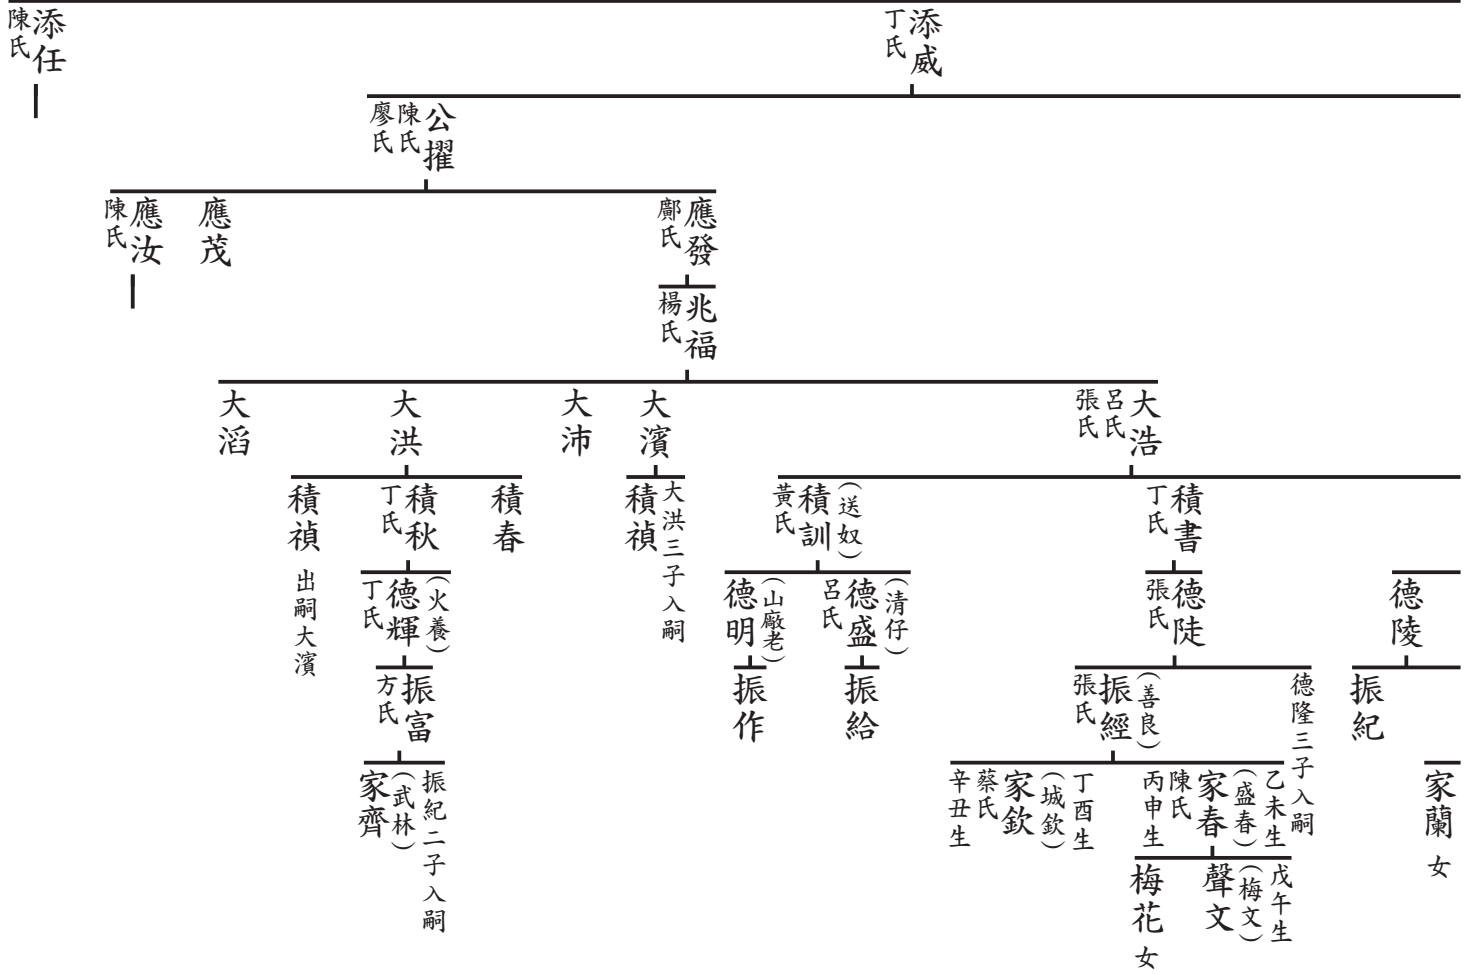 添威
丁氏
添任
陳氏
公擢
陳氏
廖氏
應發
鄺氏
應茂
應汝
陳氏
兆福
楊氏
大浩
呂氏
張氏
大濱
大沛
大洪
大滔
積書
丁氏
(送奴)
積訓
黃氏
大洪三子入嗣
積禎
積春
積秋
丁氏
積禎 出嗣大濱
德陵
德陡
張氏
(清仔)
德盛
呂氏
(山廠老)
德明
(火養)
德輝
丁氏
振紀
德隆三子入嗣
(善良)
振經
張氏
振給
振作
振富
方氏
家蘭 女
乙未生
(盛春)
家春
陳氏
丙申生
丁酉生
(城欽)
家欽
蔡氏
辛丑生
振紀二子入嗣
(武林)
家齊
戊午生
(梅文)
聲文
梅花 女